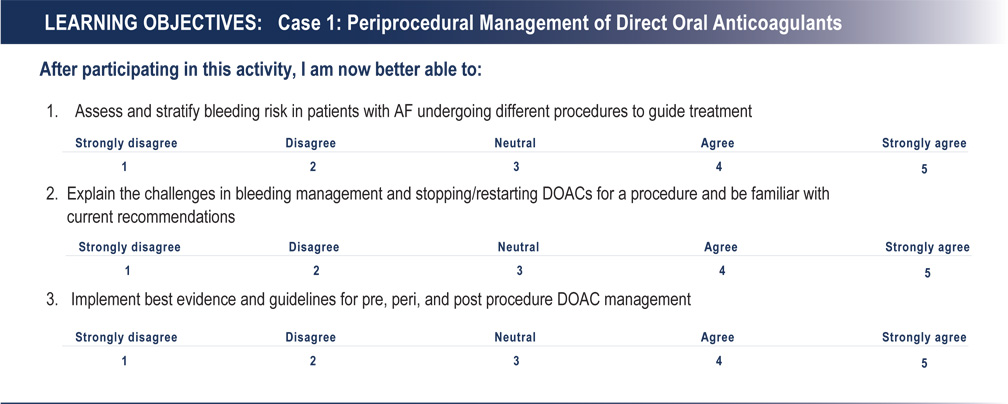 LEARNING OBJECTIVES: Case 1: Periprocedural Management of Direct Oral Anticoagulants
After participating in this activity, I am now better able to:
1. Assess and stratify bleeding risk in patients with AF undergoing different procedures to guide treatment
Strongly disagree Disagree Neutral Agree Strongly agree
1 2 3 4 5
2. Explain the challenges in bleeding management and stopping/restarting DOACs for a procedure and be familiar with
current recommendations
Strongly disagree Disagree Neutral Agree Strongly agree
1 2 3 4 5
3. Implement best evidence and guidelines for pre, peri, and post procedure DOAC management
Strongly disagree Disagree Neutral Agree Strongly agree
1 2 3 4 5